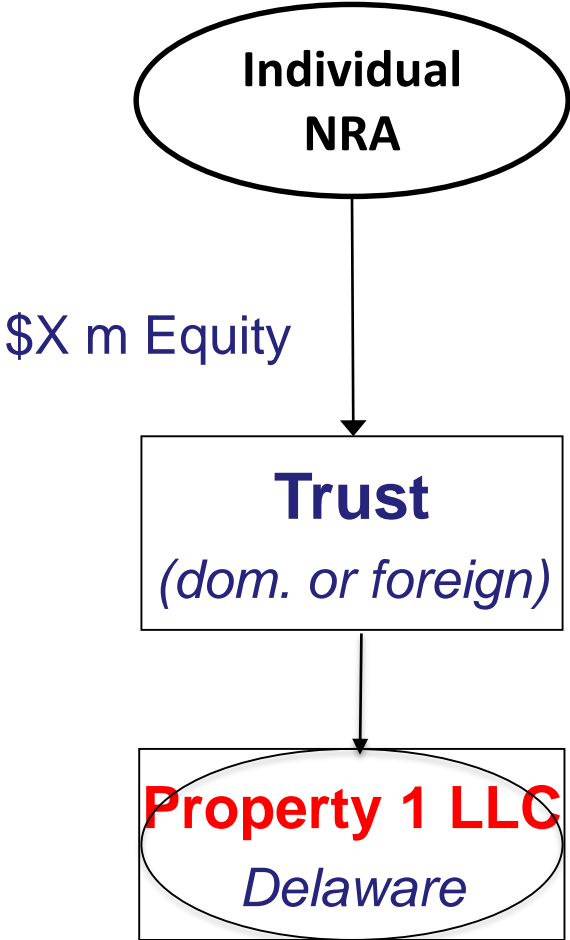 Individual
NRA
$X m Equity
Trust
(dom. or foreign)
Property 1 LLC
Delaware